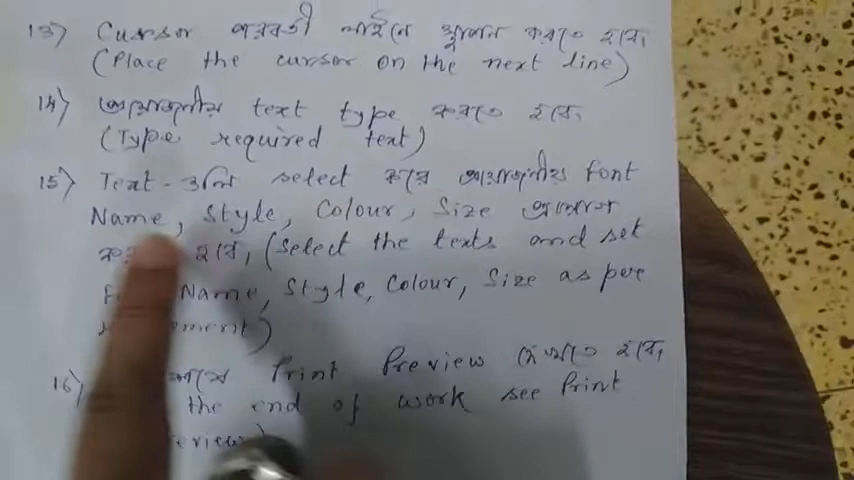 13) Cursor পরবর্তী লাইনে স্থাপন করতে হবে।
(Place the cursor on the next line)
14) প্রয়োজনীয় text type করতে হবে।
(Type required text)
15) Text-গুলি select করে প্রয়োজনীয় font
Name, Style, Colour, Size প্রয়োগ
হবে, (Select the texts and set
Name, Style, Colour, Size as per
16) Print Preview দেখতে হবে,
the end of work see Print